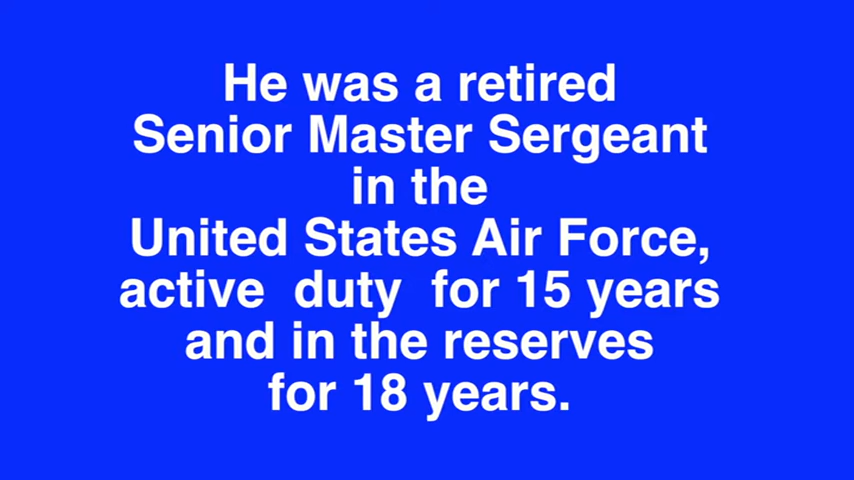 He was a retired
Senior Master Sergeant
in the
United States Air Force,
active  duty  for 15 years
and in the reserves
for 18 years.